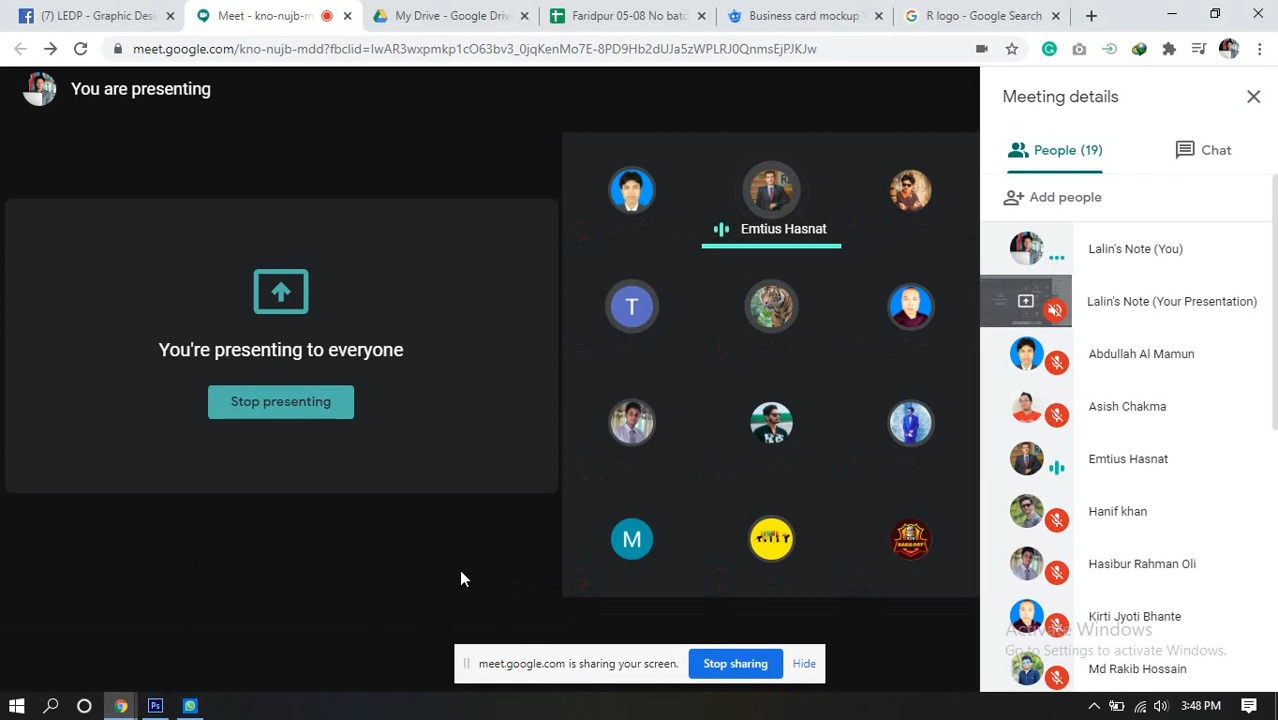 (7) LEDP - Graphic Des
Meet - kno-nujb-m
My Drive - Google Driv
Faridpur 05-08 No batc
Business card mockup V
R logo - Google Search
meet.google.com/kno-nujb-mdd?fbclid=IwAR3wxpmkp1cO63bv3_0jqKenMo7E-8PD9Hb2dUJa5zWPLRJ0QnmsEjPJKJw
You are presenting
Meeting details
People (19)
Chat
Add people
Emtius Hasnat
T
M
You're presenting to everyone
Stop presenting
Lalin's Note (You)
Lalin's Note (Your Presentation)
Abdullah Al Mamun
Asish Chakma
Emtius Hasnat
Hanif khan
Hasibur Rahman Oli
Kirti Jyoti Bhante
Md Rakib Hossain
Activate Windows
Go to Settings to activate Windows.
meet.google.com is sharing your screen.
Stop sharing
Hide
Ps
3:48 PM